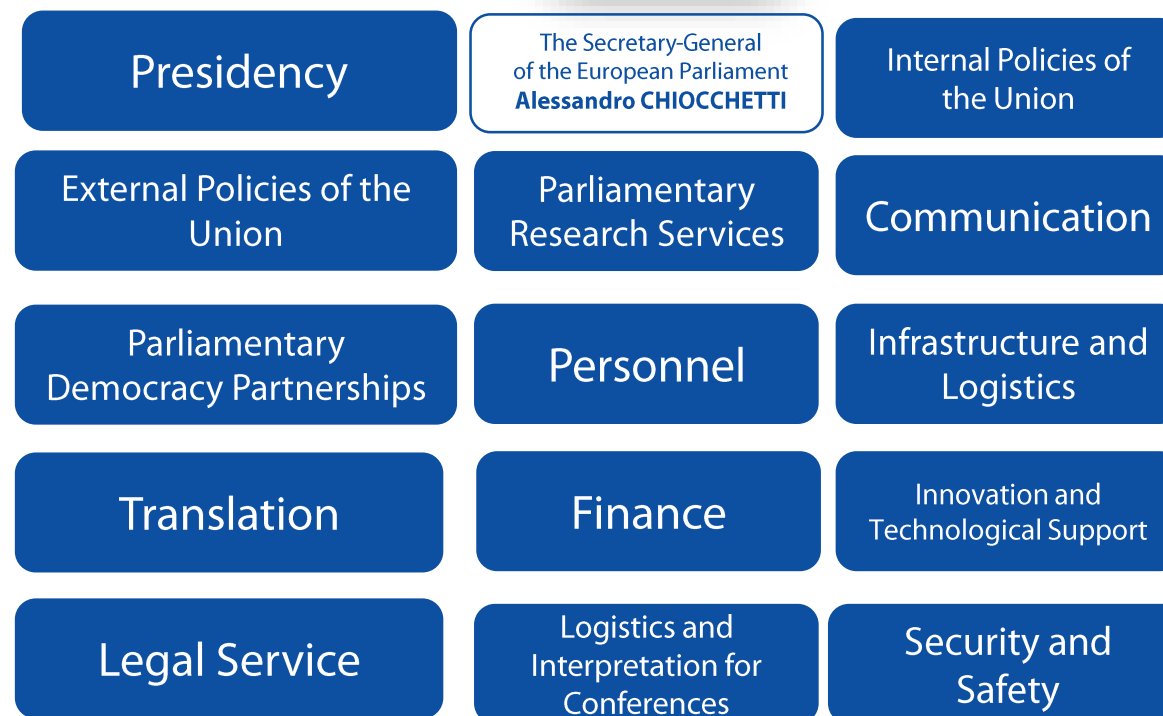 Presidency
The Secretary-General
of the European Parliament
Alessandro CHIOCCHETTI
Internal Policies of
the Union
External Policies of the
Union
Parliamentary
Research Services
Communication
Parliamentary
Democracy Partnerships
Personnel
Infrastructure and
Logistics
Translation
Finance
Innovation and
Technological Support
Legal Service
Logistics and
Interpretation for
Conferences
Security and
Safety